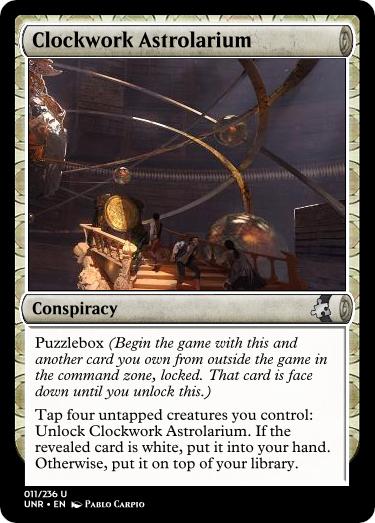 Clockwork Astrolarium
Conspiracy
Puzzlebox (Begin the game with this and
another card you own from outside the game in
the command zone, locked. That card is face
down until you unlock this.)
Tap four untapped creatures you control:
Unlock Clockwork Astrolarium. If the
revealed card is white, put it into your hand.
Otherwise, put it on top of your library.
011/236 U
UNR • EN Pablo Carpio